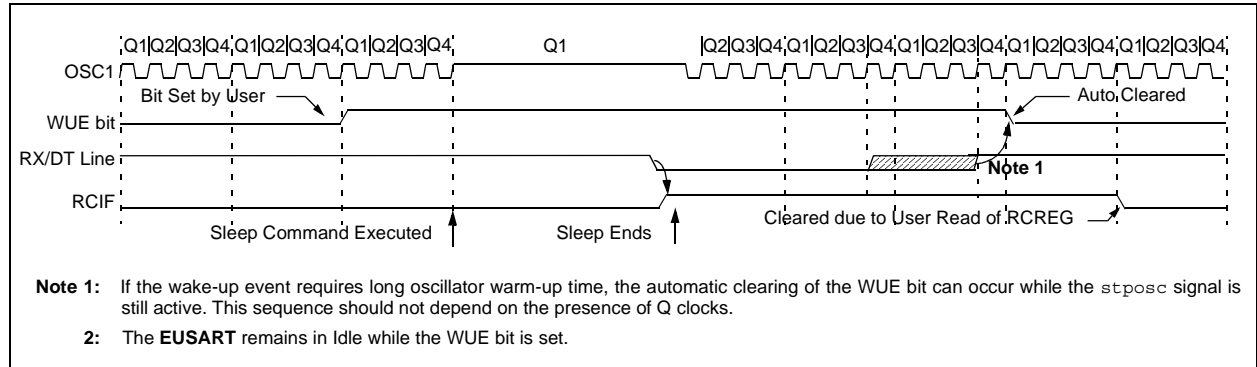 Q1 Q2 Q3 Q4 Q1 Q2 Q3 Q4 Q1 Q2 Q3 Q4 Q1 Q2 Q3 Q4 Q1 Q2 Q3 Q4 Q1 Q2 Q3 Q4 Q1 Q2 Q3 Q4 Q1 Q2 Q3 Q4
OSC1
Bit Set by User
Auto Cleared
WUE bit
RX/DT Line
Note 1
RCIF
Cleared due to User Read of RCREG
Sleep Command Executed
Sleep Ends
Note 1: If the wake-up event requires long oscillator warm-up time, the automatic clearing of the WUE bit can occur while the stposc signal is
still active. This sequence should not depend on the presence of Q clocks.
2: The EUSART remains in Idle while the WUE bit is set.